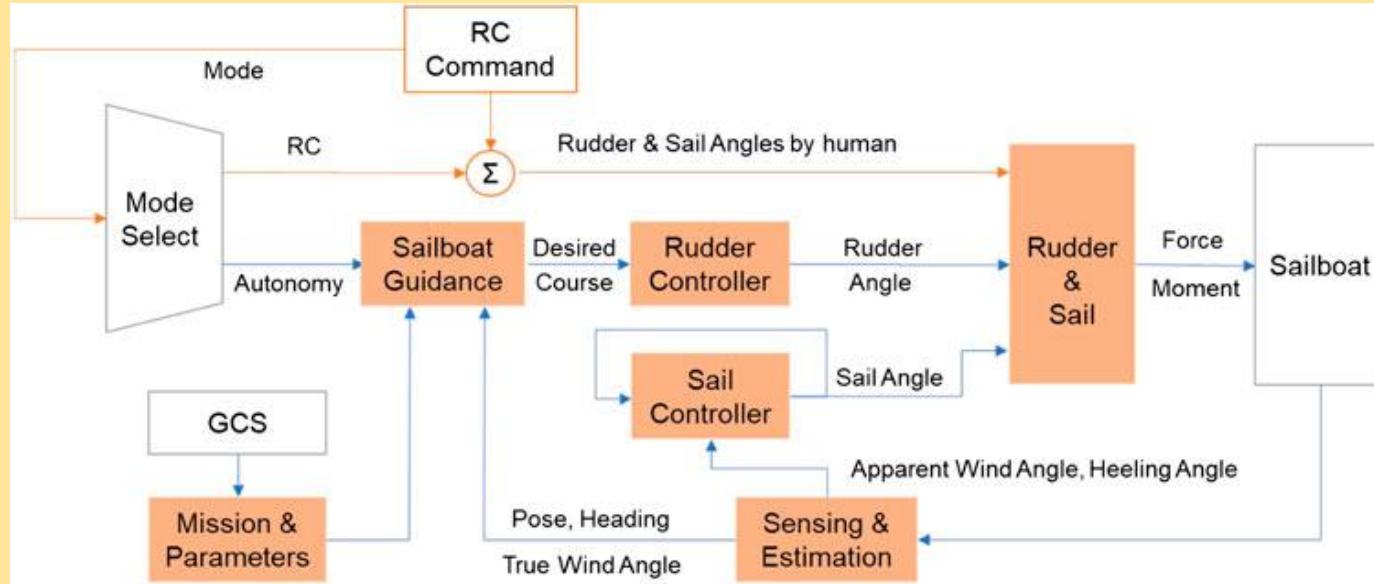 RC
Command
Mode
RC
Rudder & Sail Angles by human
Σ
Mode
Select
Autonomy
Sailboat
Guidance
Desired
Course
Rudder
Controller
Rudder
Angle
Rudder
&
Sail
Force
Moment
Sailboat
Sail
Controller
Sail Angle
GCS
Apparent Wind Angle, Heeling Angle
Mission &
Parameters
Pose, Heading
True Wind Angle
Sensing &
Estimation